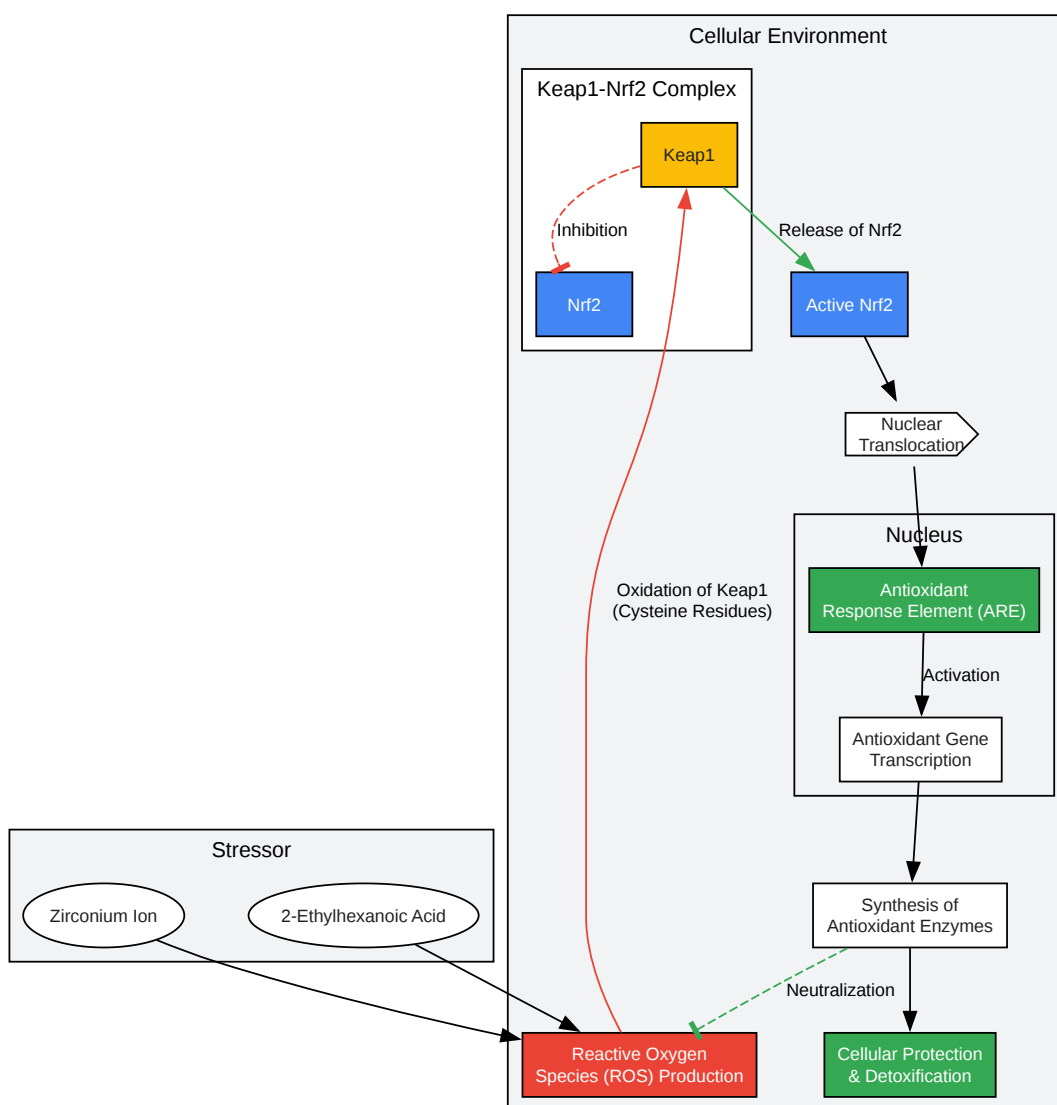 Cellular Environment
Keap1-Nrf2 Complex
Keap1
Inhibition
Release of Nrf2
Nrf2
Active Nrf2
Nuclear
Translocation
Nucleus
Oxidation of Keap1
(Cysteine Residues)
Antioxidant
Response Element (ARE)
Activation
Antioxidant Gene
Transcription
Stressor
Zirconium Ion
2-Ethylhexanoic Acid
Synthesis of
Antioxidant Enzymes
Neutralization
Reactive Oxygen
Species (ROS) Production
Cellular Protection
& Detoxification